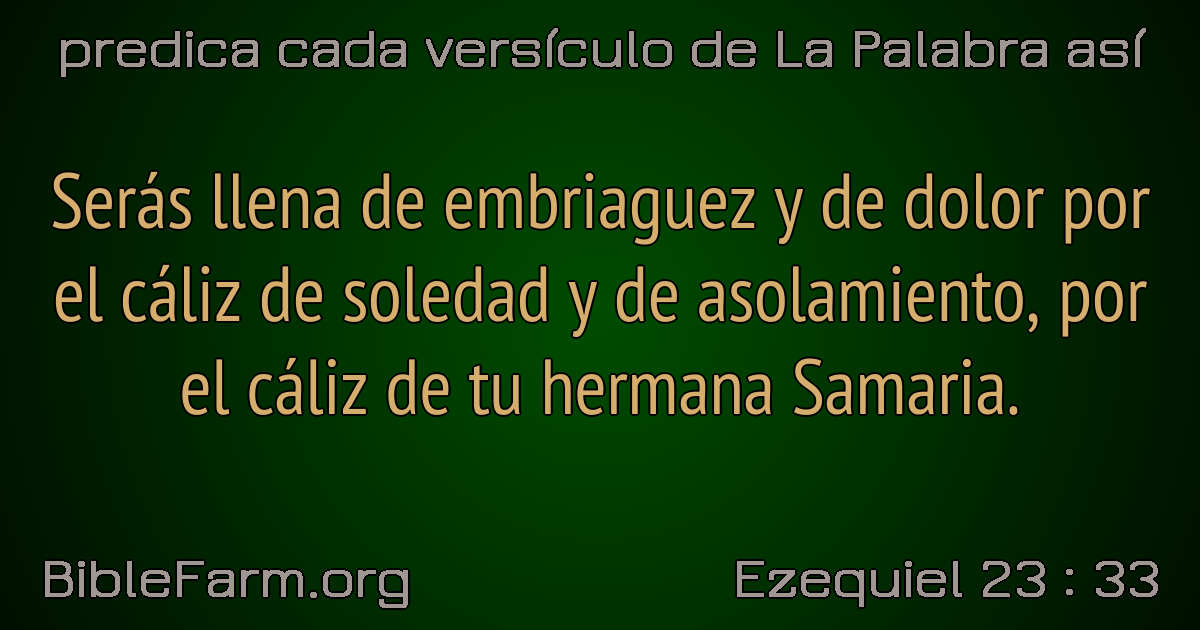 predica cada versículo de La Palabra así
Serás llena de embriaguez y de dolor por
el cáliz de soledad y de asolamiento, por
el cáliz de tu hermana Samaria.
BibleFarm.org
Ezequiel 23 : 33